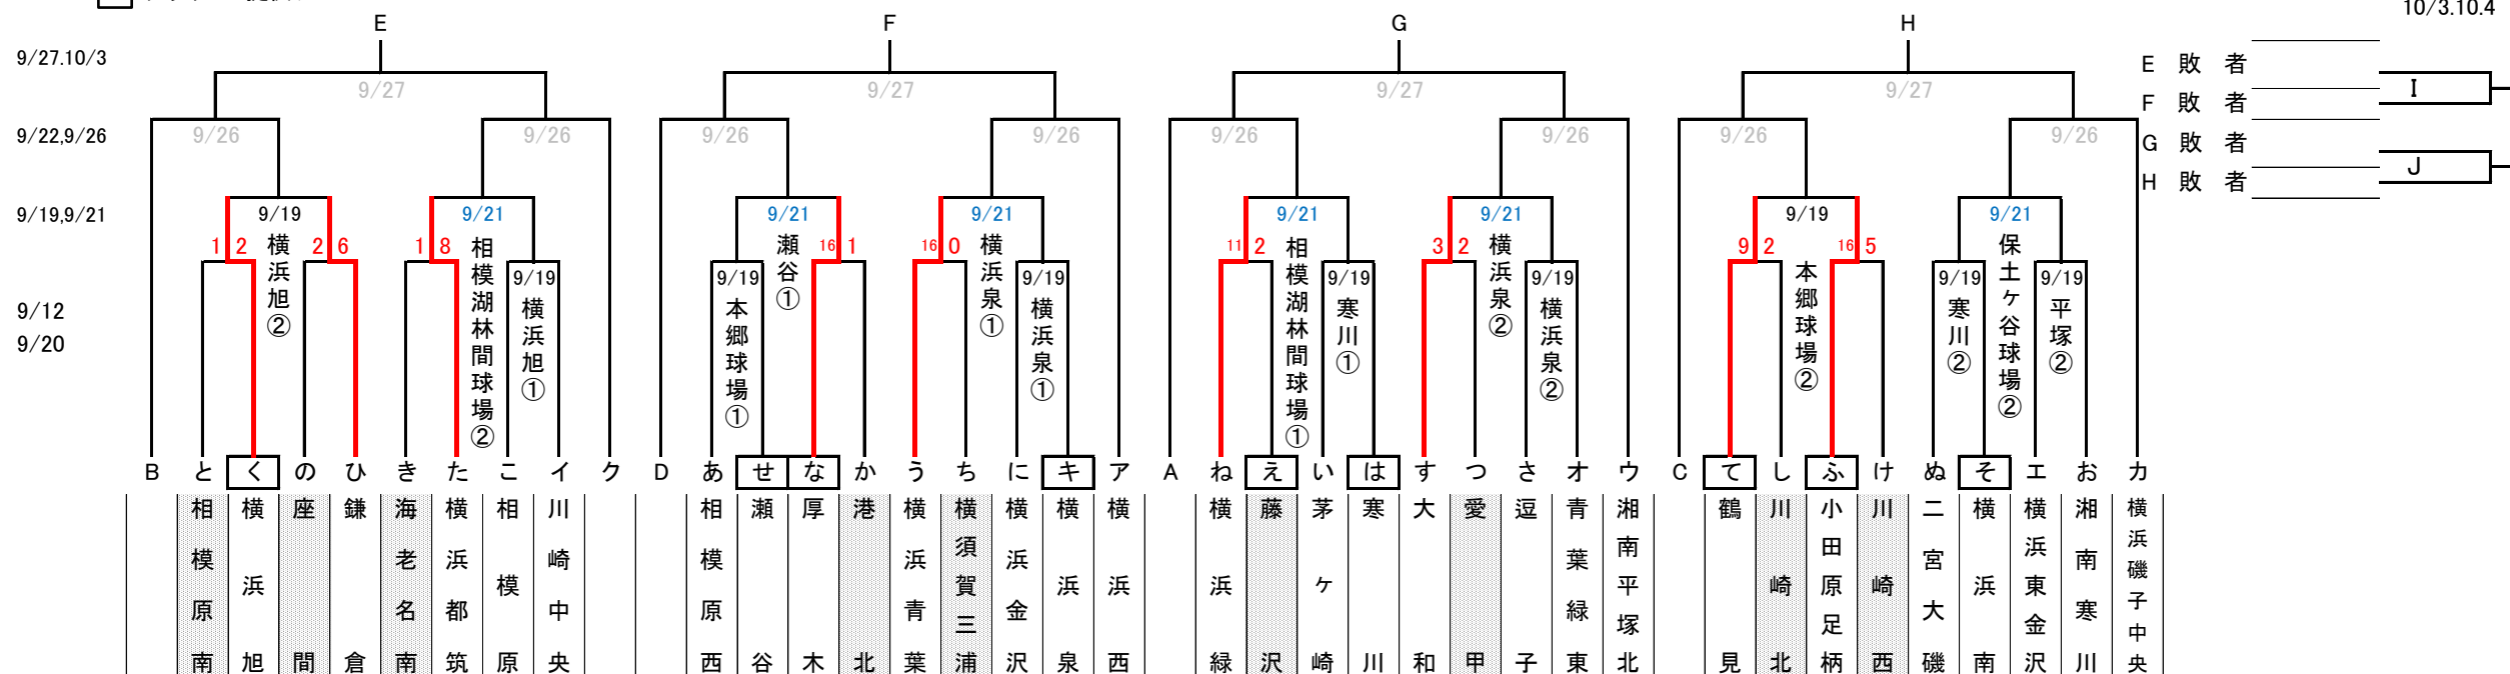 10/3.10.4
E F G H
9/27.10/3
9/27 9/27 9/27 9/27
E 敗 者
I
F 敗 者
9/22,9/26
9/26 9/26 9/26 9/26 9/26 9/26 9/26 9/26
G 敗 者
J
H 敗 者
9/19,9/21
9/19 9/21 9/21 9/21 9/21 9/21 9/19 9/21
1 2 2 6 1 8 16 1 16 0 11 2 3 2 9 2 16 5
横浜旭②
相模湖林間球場②
瀬谷①
横浜泉①
相模湖林間球場①
横浜泉②
本郷球場②
保土ヶ谷球場②
9/19 9/19 9/19 9/19 9/19 9/19 9/19
横浜旭①
本郷球場①
横浜泉①
寒川①
横浜泉②
寒川②
平塚②
9/12
9/20
B と く の ひ き た こ イ ク D あ せ な か う ち に キ ア A ね え い は す つ さ オ ウ C て し ふ け ぬ そ エ お カ
相模原南
横浜旭
座間
鎌倉
海老名南
横浜都筑
相模原
川崎中央
相模原西
瀬谷
厚木
港北
横浜青葉
横須賀三浦
横浜金沢
横浜泉
横浜西
横浜緑
藤沢
茅ヶ崎
寒川
大和
愛甲
逗子
青葉緑東
湘南平塚北
鶴見
川崎北
小田原足柄
川崎西
二宮大磯
横浜南
横浜東金沢
湘南寒川
横浜磯子中央